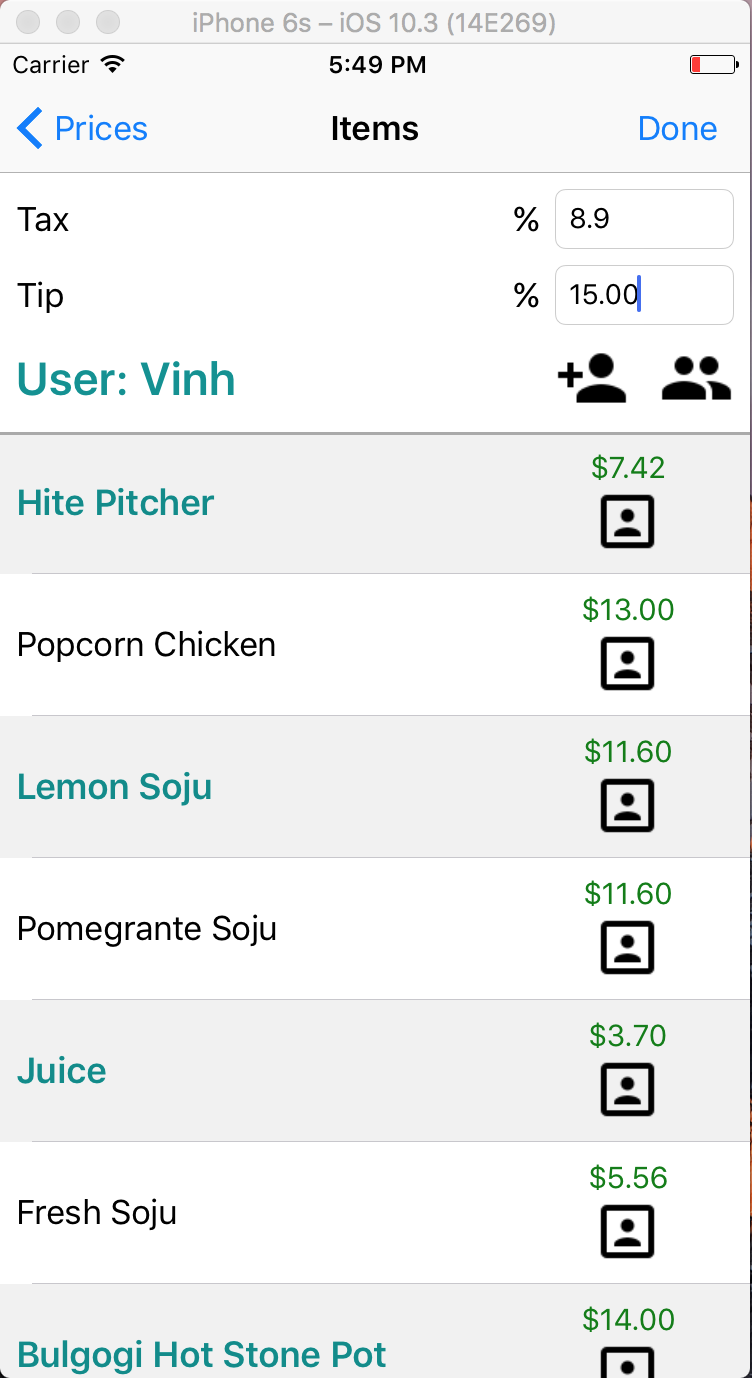 iPhone 6s – iOS 10.3 (14E269)
Carrier 5:49 PM
Prices Items Done
Tax % 8.9
Tip % 15.00
User: Vinh
$7.42
Hite Pitcher
$13.00
Popcorn Chicken
$11.60
Lemon Soju
$11.60
Pomegrante Soju
$3.70
Juice
$5.56
Fresh Soju
$14.00
Bulgogi Hot Stone Pot